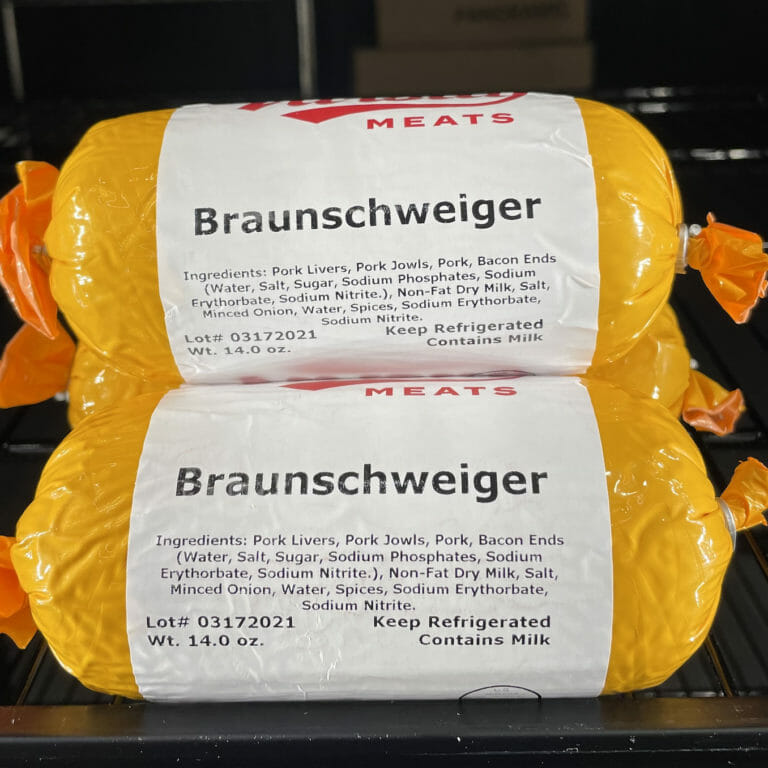 MEATS
Braunschweiger
Ingredients: Pork Livers, Pork Jowls, Pork, Bacon Ends
(Water, Salt, Sugar, Sodium Phosphates, Sodium
Erythorbate, Sodium Nitrite.), Non-Fat Dry Milk, Salt,
Minced Onion, Water, Spices, Sodium Erythorbate,
Sodium Nitrite.
Lot# 03172021 Keep Refrigerated
Wt. 14.0 oz. Contains Milk
MEATS
Braunschweiger
Ingredients: Pork Livers, Pork Jowls, Pork, Bacon Ends
(Water, Salt, Sugar, Sodium Phosphates, Sodium
Erythorbate, Sodium Nitrite.), Non-Fat Dry Milk, Salt,
Minced Onion, Water, Spices, Sodium Erythorbate,
Sodium Nitrite.
Lot# 03172021 Keep Refrigerated
Wt. 14.0 oz. Contains Milk